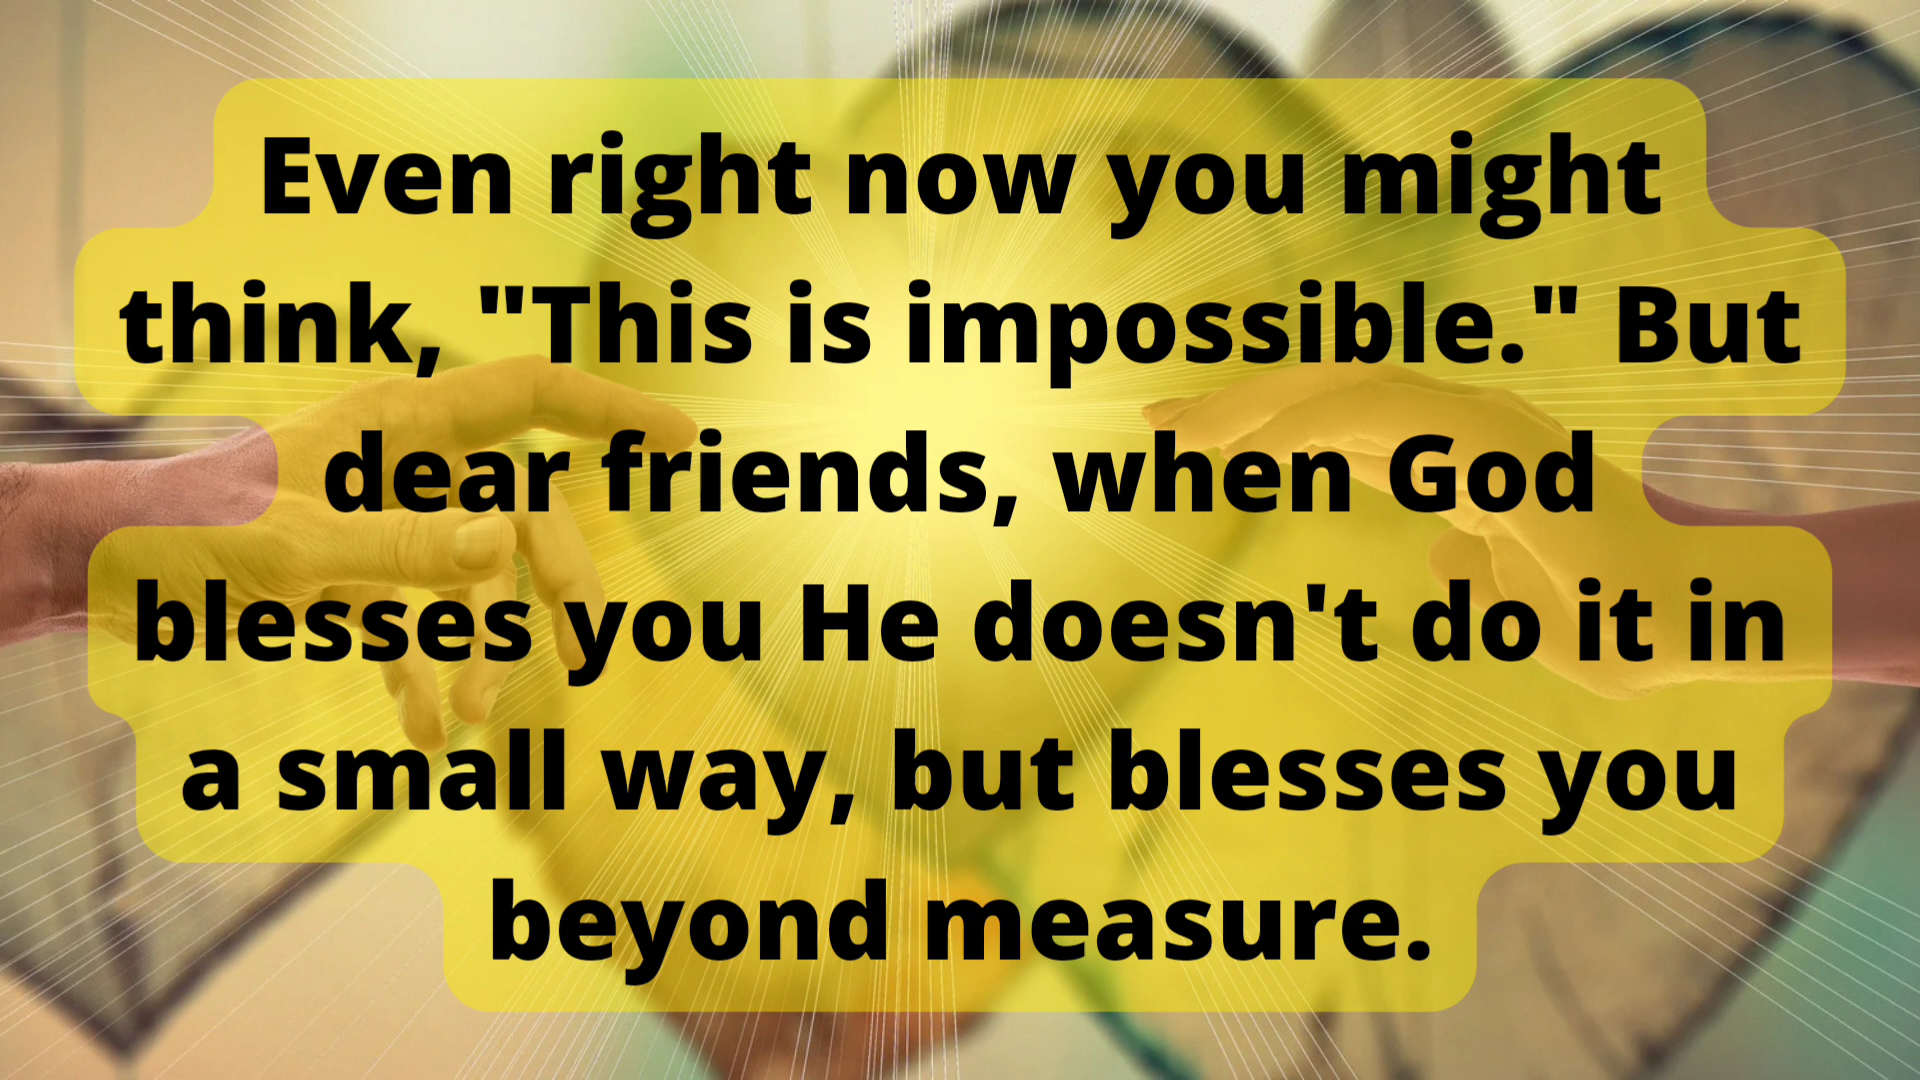 Even right now you might
think, "This is impossible." But
dear friends, when God
blesses you He doesn't do it in
a small way, but blesses you
beyond measure.